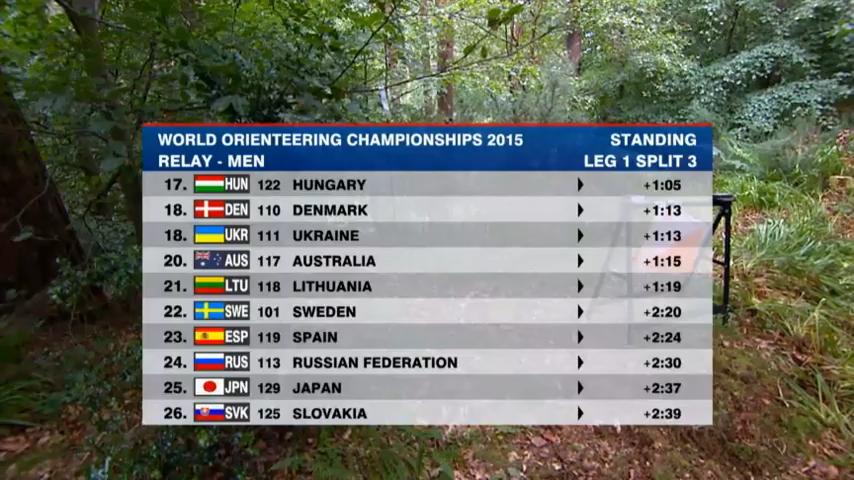 WORLD ORIENTEERING CHAMPIONSHIPS 2015 STANDING
RELAY - MEN LEG 1 SPLIT 3
17. HUN 122 HUNGARY +1:05
18. DEN 110 DENMARK +1:13
18. UKR 111 UKRAINE +1:13
20. AUS 117 AUSTRALIA +1:15
21. LTU 118 LITHUANIA +1:19
22. SWE 101 SWEDEN +2:20
23. ESP 119 SPAIN +2:24
24. RUS 113 RUSSIAN FEDERATION +2:30
25. JPN 129 JAPAN +2:37
26. SVK 125 SLOVAKIA +2:39